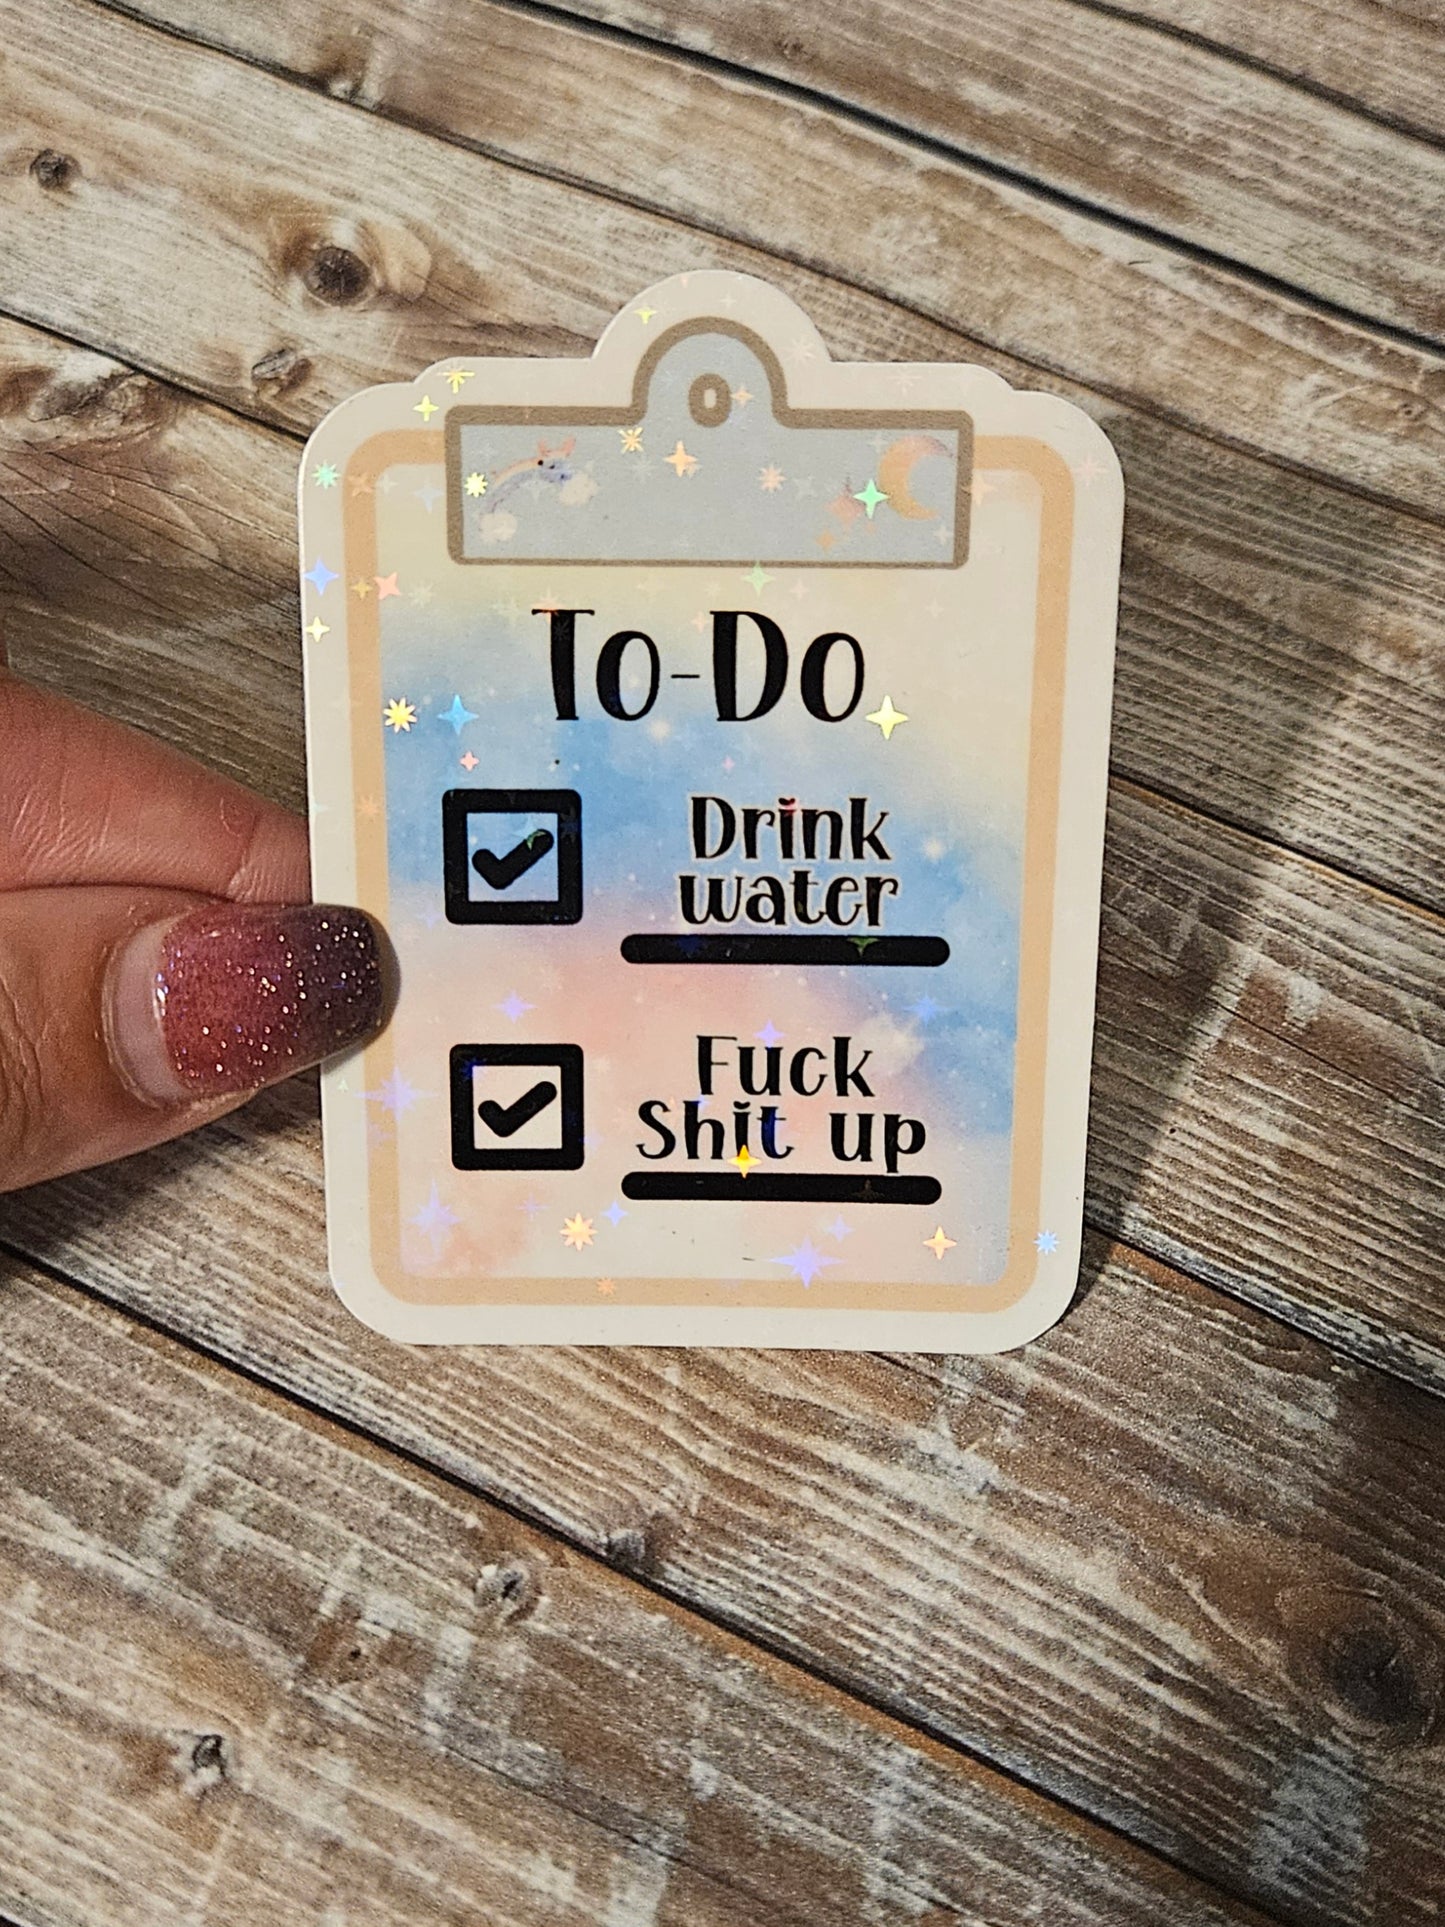 To-Do
Drink
water
Fuck
Shit up